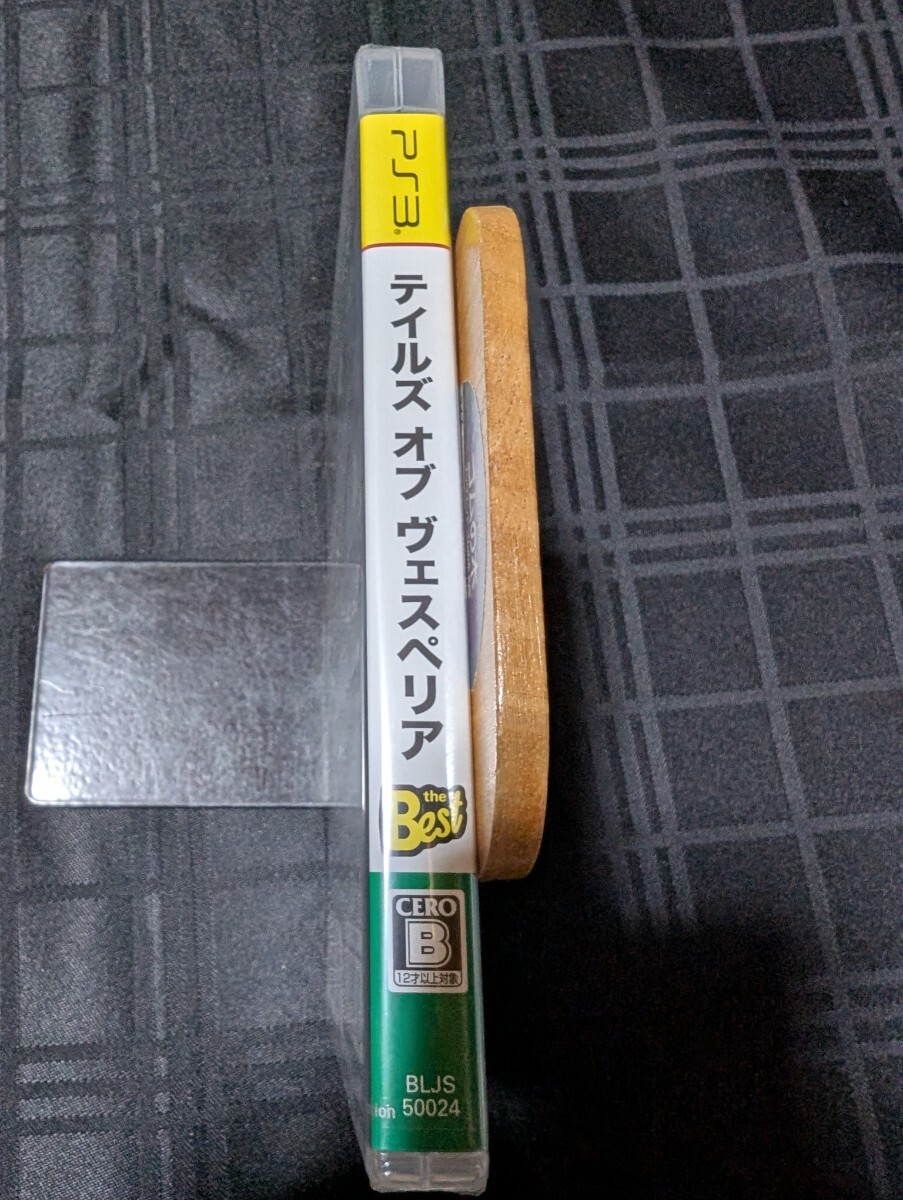 PS3®
テイルズ オブ ヴェスペリア
the
Best
CERO
B
12才以上対象
BLJS
50024